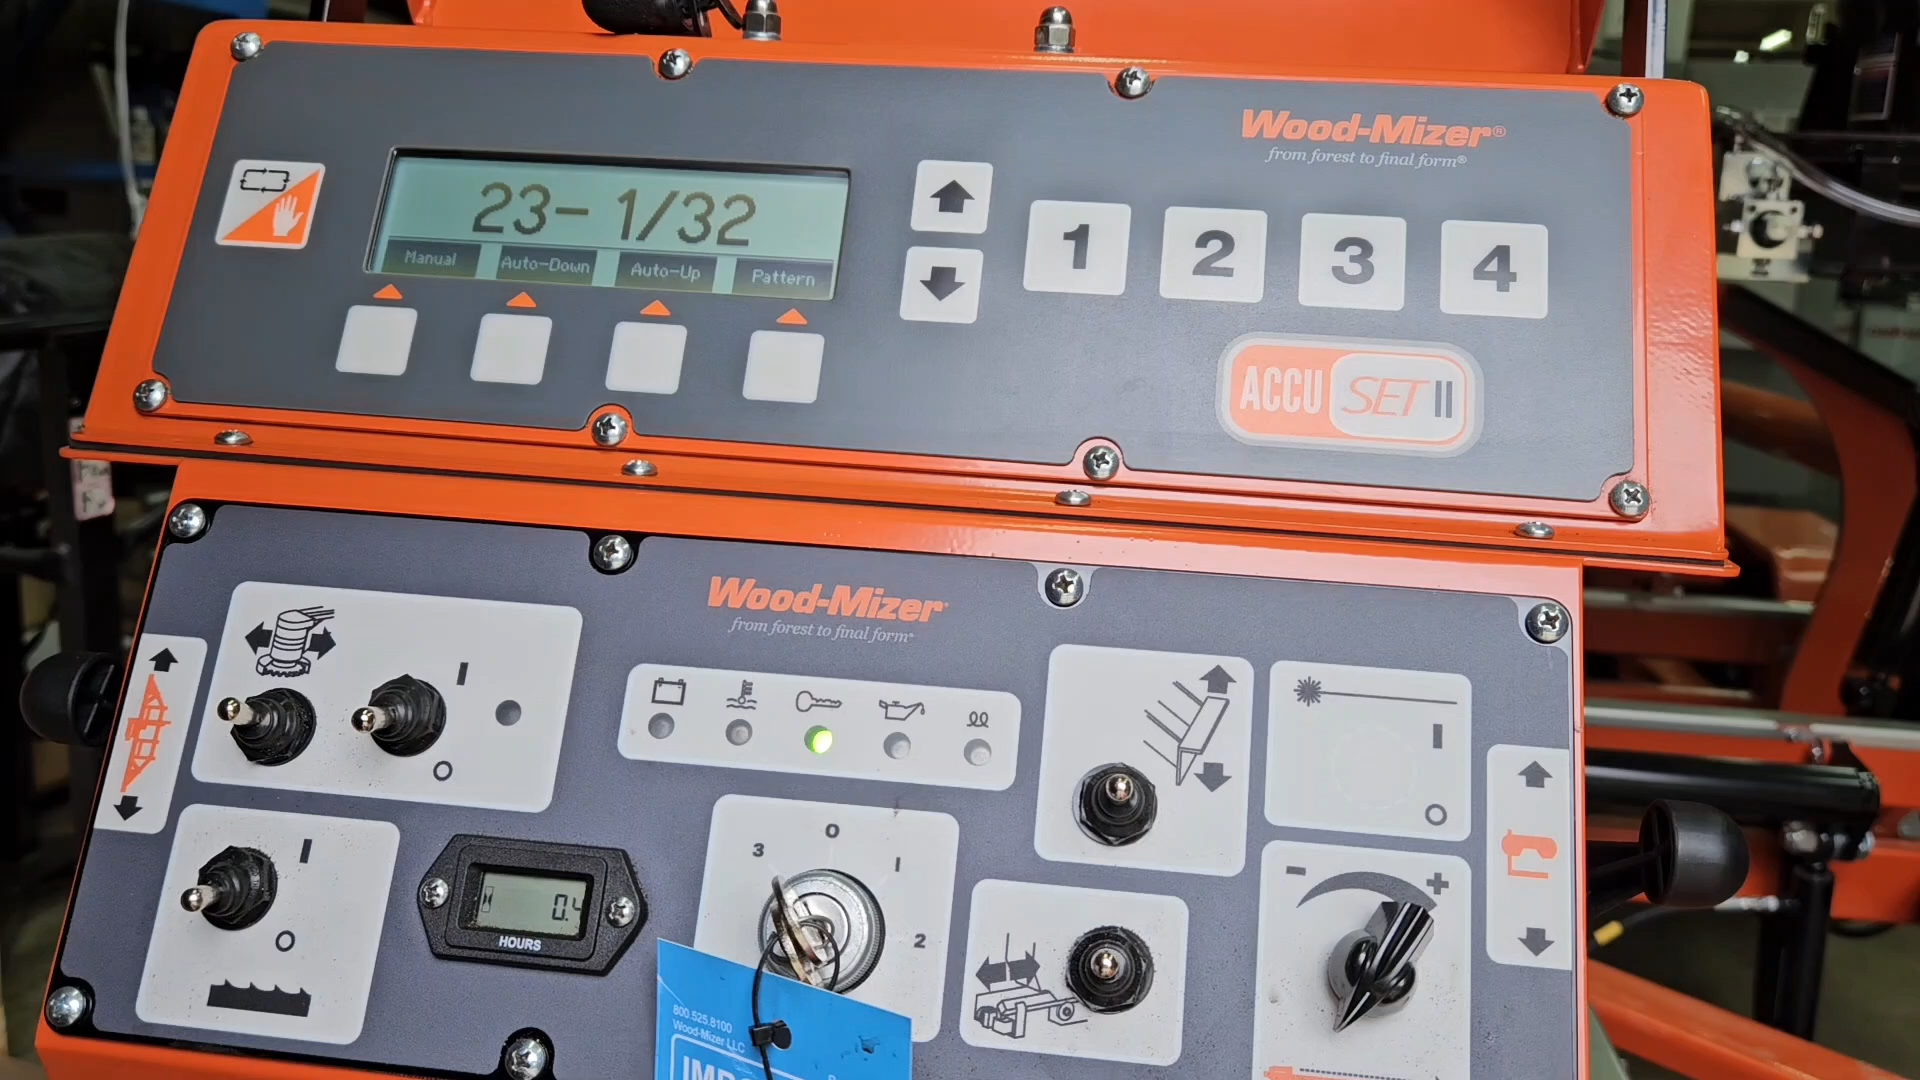 Wood-Mizer®
from forest to final form®
23- 1/32
Manual Auto-Down Auto-Up Pattern
1 2 3 4
ACCU SET II
Wood-Mizer
from forest to final form
I
O
I
O
I
O
3 0 I 2
0.4
HOURS
- +
800.525.8100
Wood-Mizer LLC